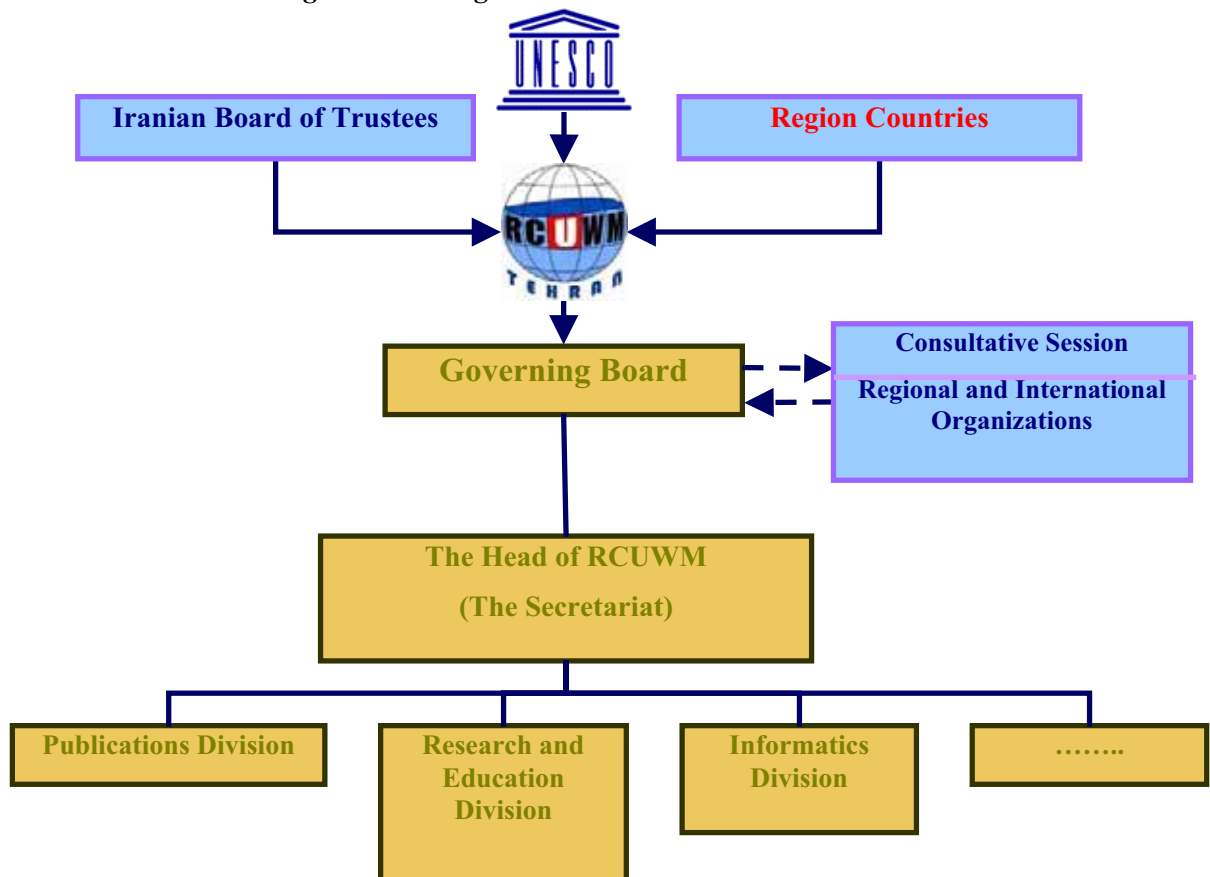 UNESCO
Iranian Board of Trustees
Region Countries
RCUWM
TEHRAN
Governing Board
Consultative Session
Regional and International
Organizations
The Head of RCUWM
(The Secretariat)
Publications Division
Research and
Education
Division
Informatics
Division
……..